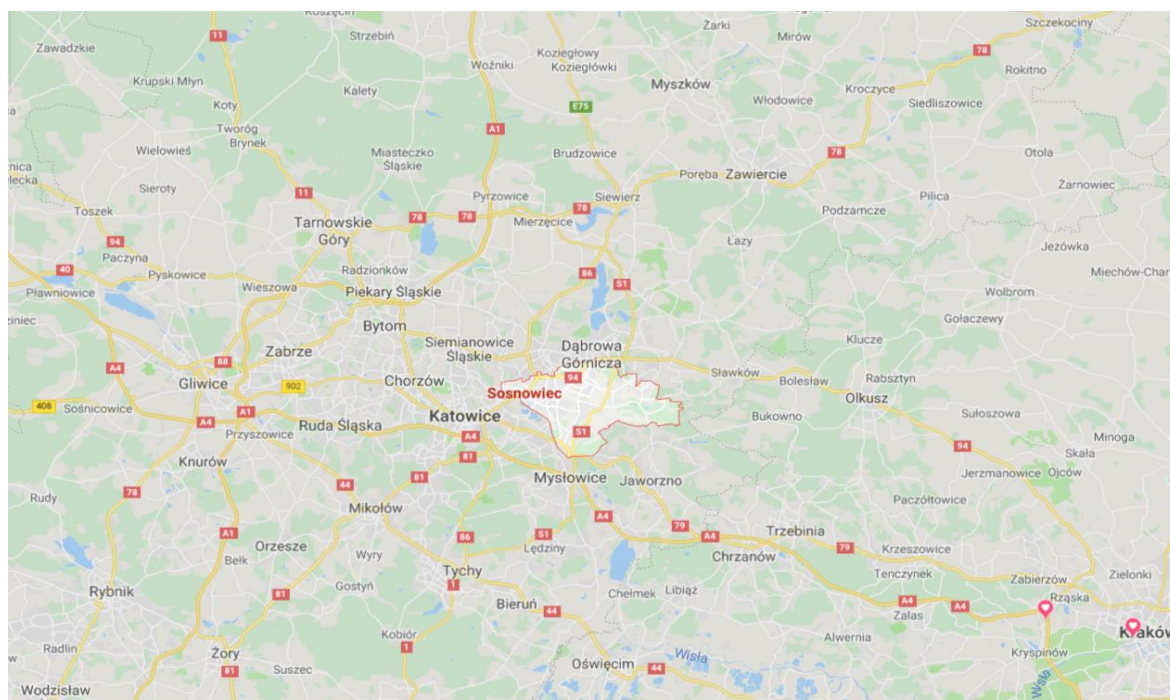 Koszęcin
Rogów
Zawadzkie
11
Strzebiń
Koziegłowy
Żarki
Mirów
Szczekociny
Woźniki
Koziegłówki
78
Rokitno
Krupski Młyn
Kalety
Myszków
Kroczyce
Koty
E75
Włodowice
Siedliszowice
Tworóg
A1
Brynek
Wielowieś
Miasteczko
Śląskie
Brudzowice
78
Otola
Poręba
Zawiercie
Sieroty
11
Pyrzowice
Siewierz
Pilica
Żarnowiec
Toszek
78
78
78
Mierzęcice
Podzamcze
Tarnowskie
Góry
94
Łazy
Jeżówka
Paczyna
40
Pyskowice
Radzionków
86
Miechów-Char
Pławniowice
Wieszowa
Piekary Śląskie
S1
Wolbrom
Gołaczewy
Bytom
Siemianowice
Śląskie
Dąbrowa
Górnicza
Klucze
Zabrze
88
A4
Gliwice
902
Chorzów
94
Sławków
Bolesław
Rabsztyn
Sosnowiec
Olkusz
408
Sośnicowice
A1
Katowice
Bukowno
Sułoszowa
A4
Ruda Śląska
S1
Przyszowice
A4
94
Minoga
Knurów
81
Skała
Mysłowice
Jerzmanowice
Ojców
81
Jaworzno
44
Rudy
78
Paczółtowice
Mikołów
A4
79
Trzebinia
A1
86
S1
A4
Orzesze
Wyry
Lędziny
79
Krzeszowice
Bełk
Chrzanów
Tychy
Tenczynek
Zabierzów
Zielonki
Gostyń
1
Rybnik
81
Bieruń
Chełmek
Libiąż
Rząska
44
A4
A4
Zalas
Radlin
Kobiór
Alwernia
Kraków
Żory
1
Kryspinów
Suszec
81
Oświęcim
44
Wisła
Wisła
Wodzisław